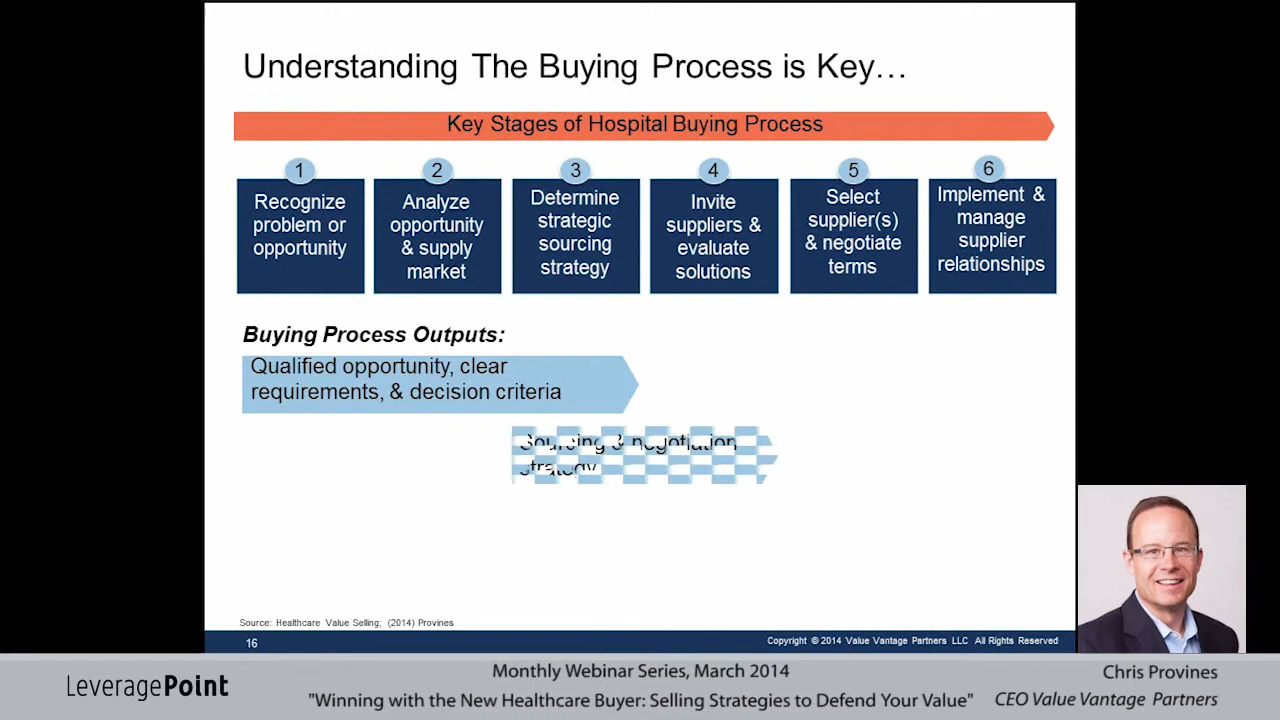 Understanding The Buying Process is Key…
Key Stages of Hospital Buying Process
1
Recognize
problem or
opportunity
2
Analyze
opportunity
& supply
market
3
Determine
strategic
sourcing
strategy
4
Invite
suppliers &
evaluate
solutions
5
Select
supplier(s)
& negotiate
terms
6
Implement &
manage
supplier
relationships
Buying Process Outputs:
Qualified opportunity, clear
requirements, & decision criteria
Sourcing & negotiation
strategy
Source: Healthcare Value Selling; (2014) Provines
16
Copyright © 2014 Value Vantage Partners LLC All Rights Reserved
LeveragePoint
Monthly Webinar Series, March 2014
"Winning with the New Healthcare Buyer: Selling Strategies to Defend Your Value"
Chris Provines
CEO Value Vantage Partners